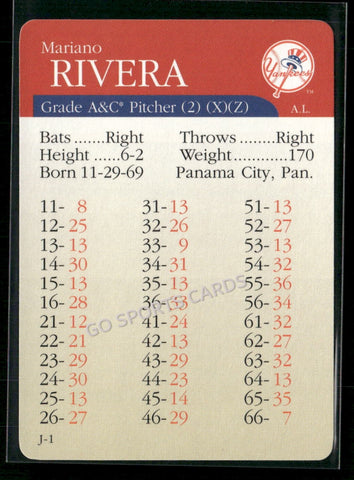 Mariano
RIVERA
Yankees
TM
Grade A&C* Pitcher (2) (X)(Z)
A.L.
Bats .......Right Throws .......Right
Height ......6-2 Weight..........170
Born 11-29-69 Panama City, Pan.
11- 8 31-13 51-13
12-25 32-26 52-27
13-13 33- 9 53-13
14-30 34-31 54-32
15-13 35-13 55-36
16-28 36-33 56-34
21-12 41-24 61-32
22-21 42-13 62-27
23-29 43-29 63-32
24-30 44-23 64-32
25-13 45-14 65-32
26-27 46-29 66- 7
J-1
GO SPORTS CARDS